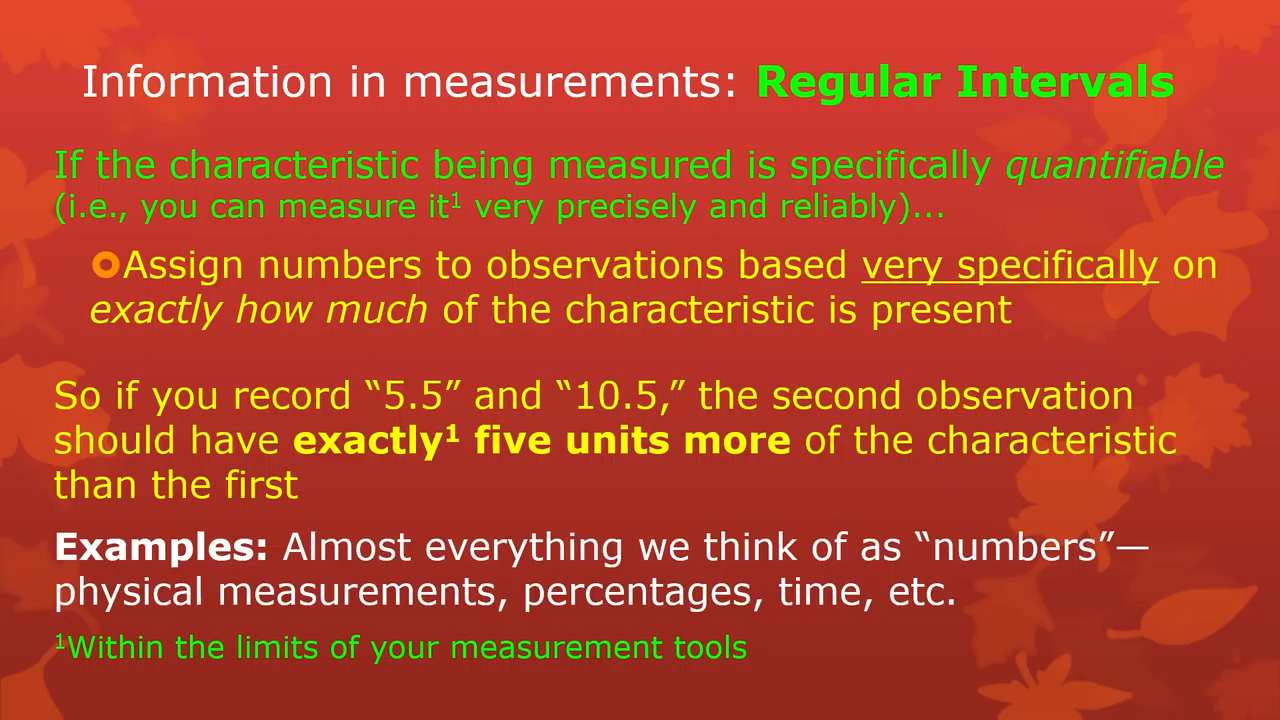 Information in measurements: Regular Intervals
If the characteristic being measured is specifically quantifiable
(i.e., you can measure it¹ very precisely and reliably)...
Assign numbers to observations based very specifically on
exactly how much of the characteristic is present
So if you record “5.5” and “10.5,” the second observation
should have exactly¹ five units more of the characteristic
than the first
Examples: Almost everything we think of as “numbers”—
physical measurements, percentages, time, etc.
¹Within the limits of your measurement tools